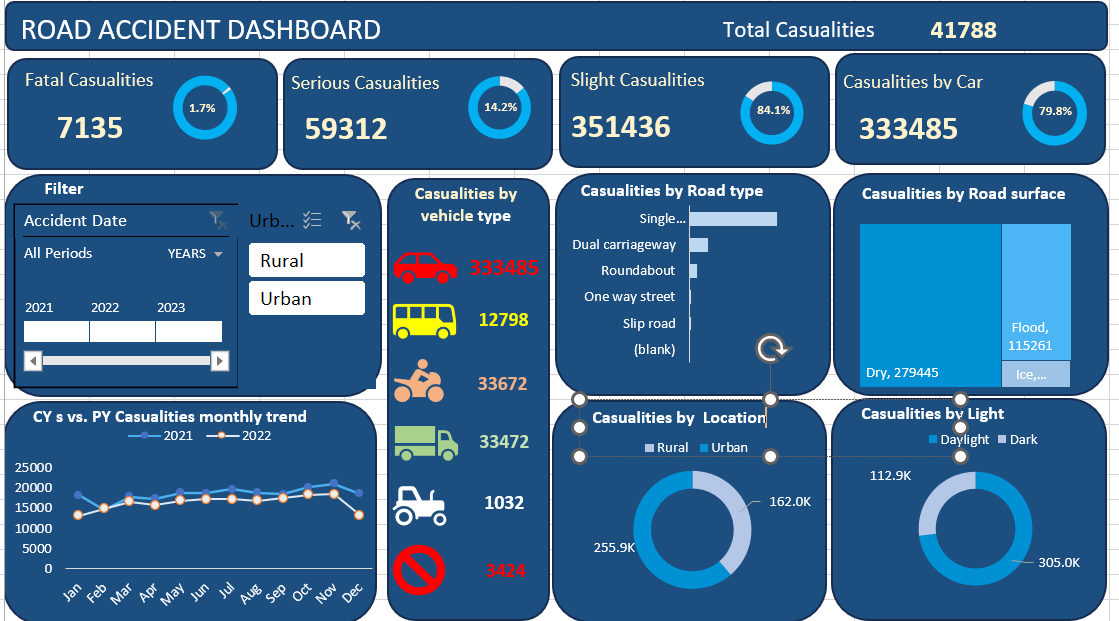 ROAD ACCIDENT DASHBOARD
Total Casualities 41788
Fatal Casualities
7135
1.7%
Serious Casualities
59312
14.2%
Slight Casualities
351436
84.1%
Casualities by Car
333485
79.8%
Filter
Accident Date
All Periods YEARS
2021 2022 2023
Urb...
Rural
Urban
Casualities by
vehicle type
333485
12798
33672
33472
1032
3424
Casualities by Road type
Single...
Dual carriageway
Roundabout
One way street
Slip road
(blank)
Casualities by Road surface
Dry, 279445
Flood,
115261
Ice,...
CY s vs. PY Casualities monthly trend
2021 2022
25000
20000
15000
10000
5000
0
Jan Feb Mar Apr May Jun Jul Aug Sep Oct Nov Dec
Casualities by Location
Rural Urban
162.0K
255.9K
Casualities by Light
Daylight Dark
112.9K
305.0K